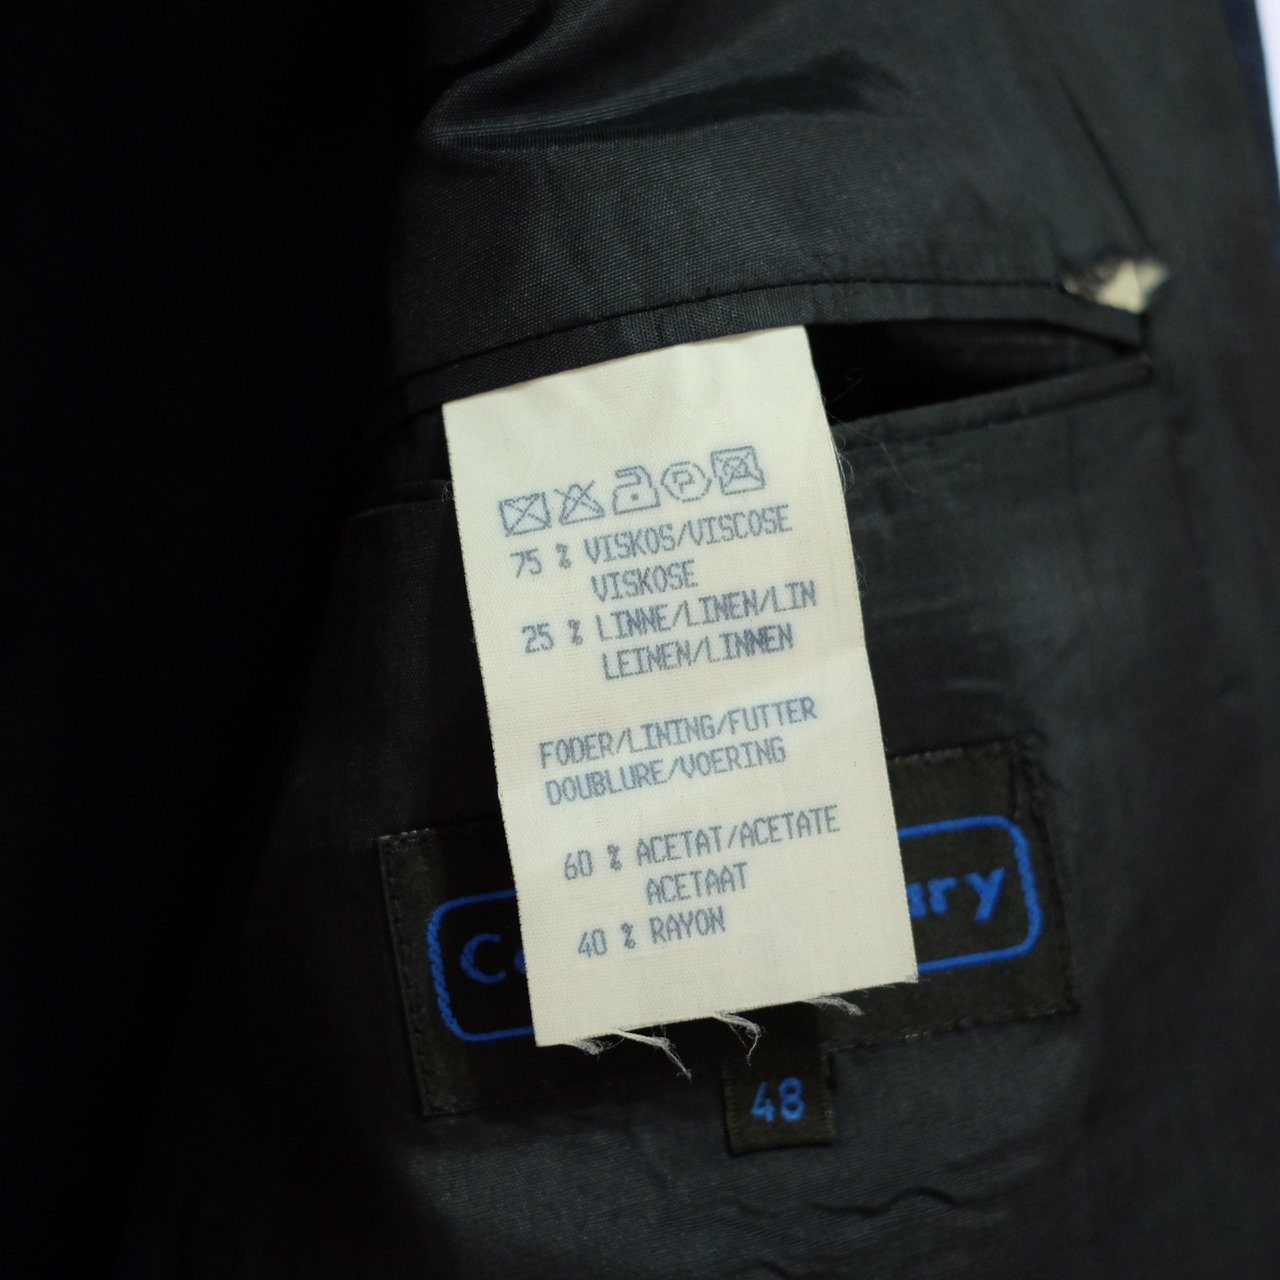 75 % VISKOS/VISCOSE
VISKOSE
25 % LINNE/LINEN/LIN
LEINEN/LINNEN
FODER/LINING/FUTTER
DOUBLURE/VOERING
60 % ACETAT/ACETATE
ACETAAT
40 % RAYON
48